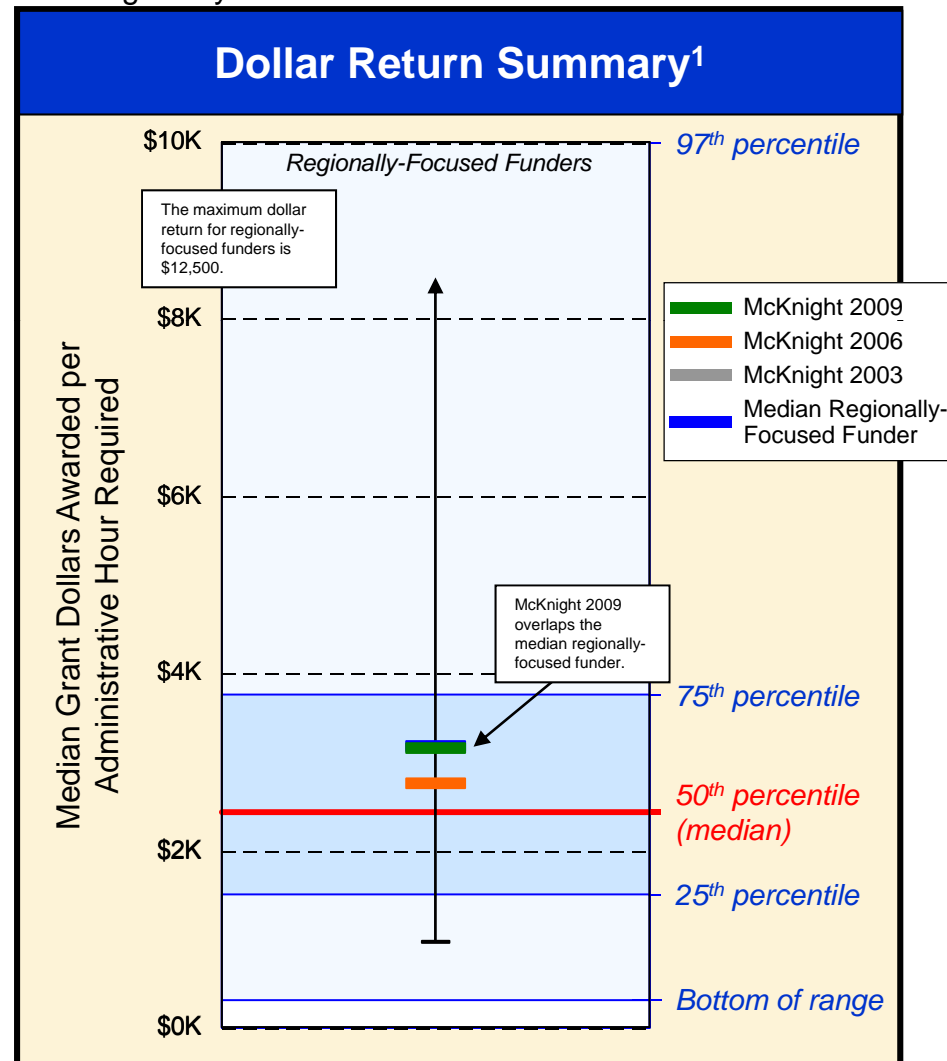 Dollar Return Summary¹
$10K
97th percentile
Regionally-Focused Funders
The maximum dollar
return for regionally-
focused funders is
$12,500.
$8K
McKnight 2009
McKnight 2006
McKnight 2003
Median Regionally-
Focused Funder
Median Grant Dollars Awarded per
Administrative Hour Required
$6K
McKnight 2009
overlaps the
median regionally-
focused funder.
$4K
75th percentile
50th percentile
(median)
$2K
25th percentile
Bottom of range
$0K